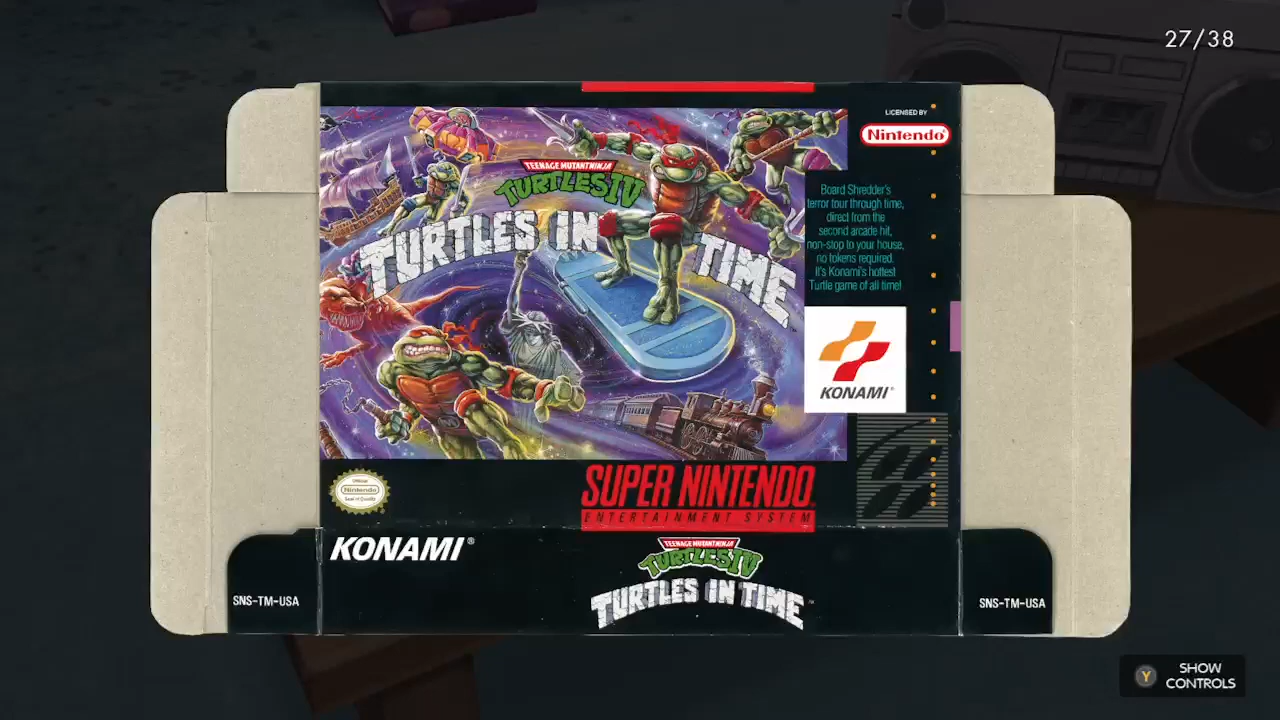 27/38
LICENSED BY
Nintendo®
TEENAGE MUTANT NINJA
TURTLES IV
TURTLES IN TIME
Board Shredder's
terror tour through time,
direct from the
second arcade hit,
non-stop to your house,
no tokens required.
It's Konami's hottest
Turtle game of all time!
KONAMI®
Nintendo
SUPER NINTENDO
ENTERTAINMENT SYSTEM
KONAMI®
TEENAGE MUTANT NINJA
TURTLES IV
TURTLES IN TIME™
SNS-TM-USA
SNS-TM-USA
Y SHOW
CONTROLS